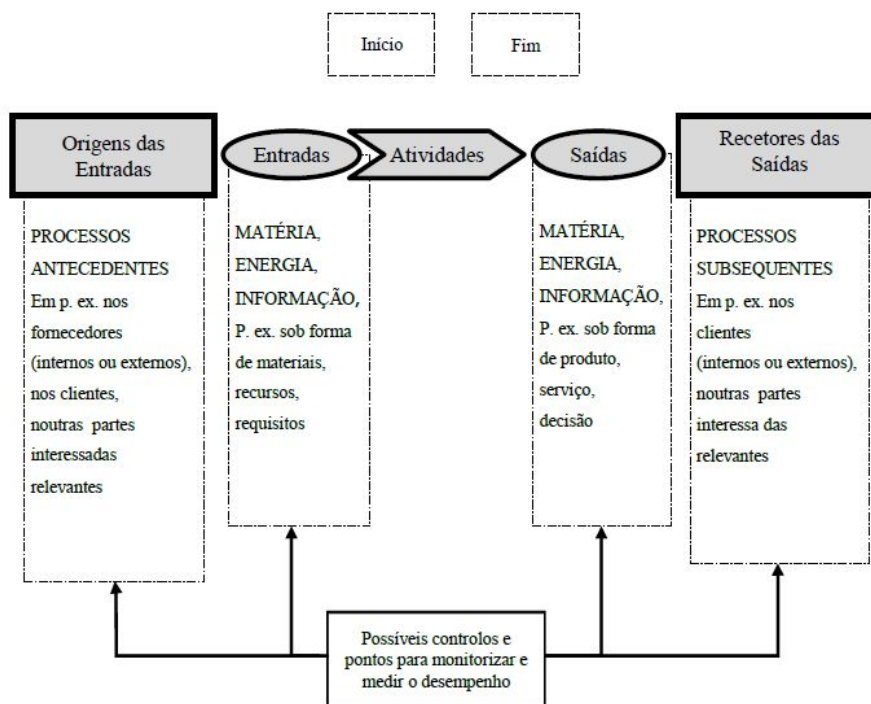 Início
Fim
Origens das
Entradas
Entradas
Atividades
Saídas
Recetores das
Saídas
PROCESSOS
ANTECEDENTES
Em p. ex. nos
fornecedores
(internos ou externos),
nos clientes,
noutras partes
interessadas
relevantes
MATÉRIA,
ENERGIA,
INFORMAÇÃO,
P. ex. sob forma
de materiais,
recursos,
requisitos
MATÉRIA,
ENERGIA,
INFORMAÇÃO,
P. ex. sob forma
de produto,
serviço,
decisão
PROCESSOS
SUBSEQUENTES
Em p. ex. nos
clientes
(internos ou externos),
noutras partes
interessa das
relevantes
Possíveis controlos e
pontos para monitorizar e
medir o desempenho